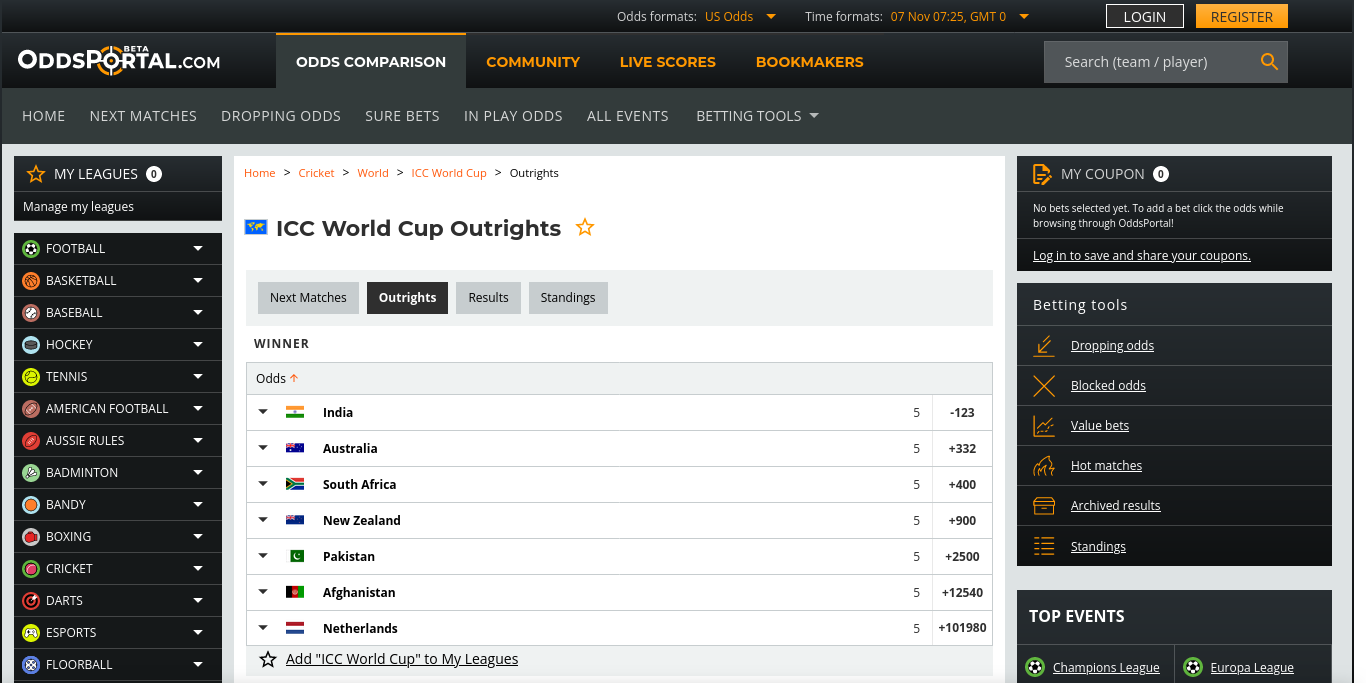 Odds formats: US Odds Time formats: 07 Nov 07:25, GMT 0 LOGIN REGISTER
ODDSPORTAL.COM BETA
ODDS COMPARISON COMMUNITY LIVE SCORES BOOKMAKERS Search (team / player)
HOME NEXT MATCHES DROPPING ODDS SURE BETS IN PLAY ODDS ALL EVENTS BETTING TOOLS
MY LEAGUES 0
Manage my leagues
FOOTBALL
BASKETBALL
BASEBALL
HOCKEY
TENNIS
AMERICAN FOOTBALL
AUSSIE RULES
BADMINTON
BANDY
BOXING
CRICKET
DARTS
ESPORTS
FLOORBALL
Home > Cricket > World > ICC World Cup > Outrights
ICC World Cup Outrights
Next Matches Outrights Results Standings
WINNER
Odds
India 5 -123
Australia 5 +332
South Africa 5 +400
New Zealand 5 +900
Pakistan 5 +2500
Afghanistan 5 +12540
Netherlands 5 +101980
Add "ICC World Cup" to My Leagues
MY COUPON 0
No bets selected yet. To add a bet click the odds while
browsing through OddsPortal!
Log in to save and share your coupons.
Betting tools
Dropping odds
Blocked odds
Value bets
Hot matches
Archived results
Standings
TOP EVENTS
Champions League Europa League